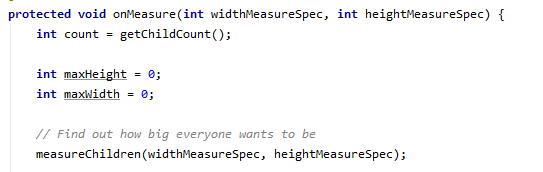 protected void onMeasure(int widthMeasureSpec, int heightMeasureSpec) {
int count = getChildCount();
int maxHeight = 0;
int maxWidth = 0;
// Find out how big everyone wants to be
measureChildren(widthMeasureSpec, heightMeasureSpec);